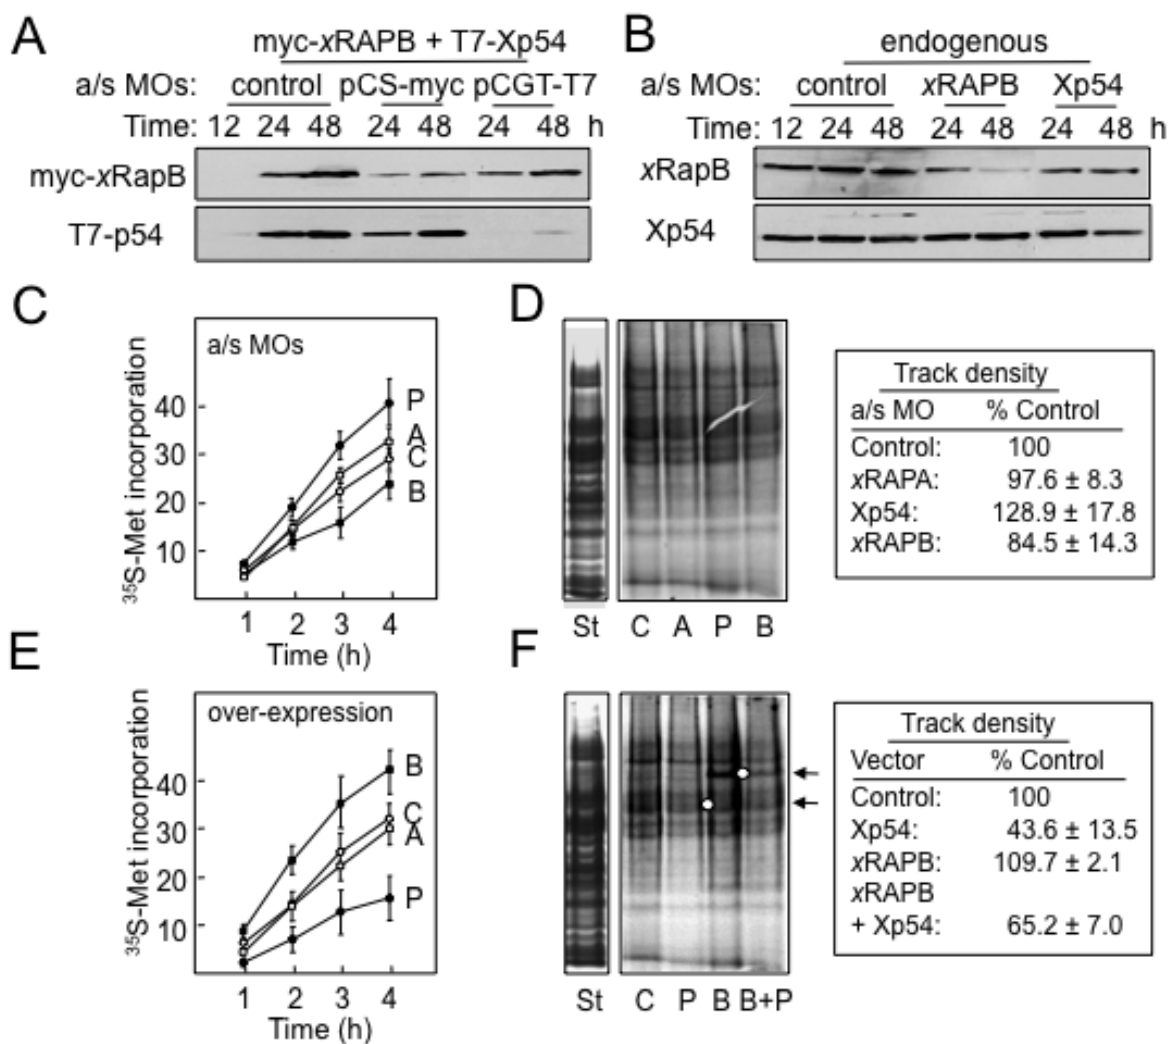 A
myc-xRAPB + T7-Xp54
a/s MOs: control pCS-myc pCGT-T7
Time: 12 24 48 24 48 24 48 h
myc-xRapB
T7-p54
B
endogenous
a/s MOs: control xRAPB Xp54
Time: 12 24 48 24 48 24 48 h
xRapB
Xp54
C
a/s MOs
35S-Met incorporation
40
30
20
10
P
A
C
B
1 2 3 4
Time (h)
D
St C A P B
Track density
a/s MO % Control
Control: 100
xRAPA: 97.6 ± 8.3
Xp54: 128.9 ± 17.8
xRAPB: 84.5 ± 14.3
E
over-expression
35S-Met incorporation
40
30
20
10
B
C
A
P
1 2 3 4
Time (h)
F
St C P B B+P
Track density
Vector % Control
Control: 100
Xp54: 43.6 ± 13.5
xRAPB: 109.7 ± 2.1
xRAPB
+ Xp54: 65.2 ± 7.0